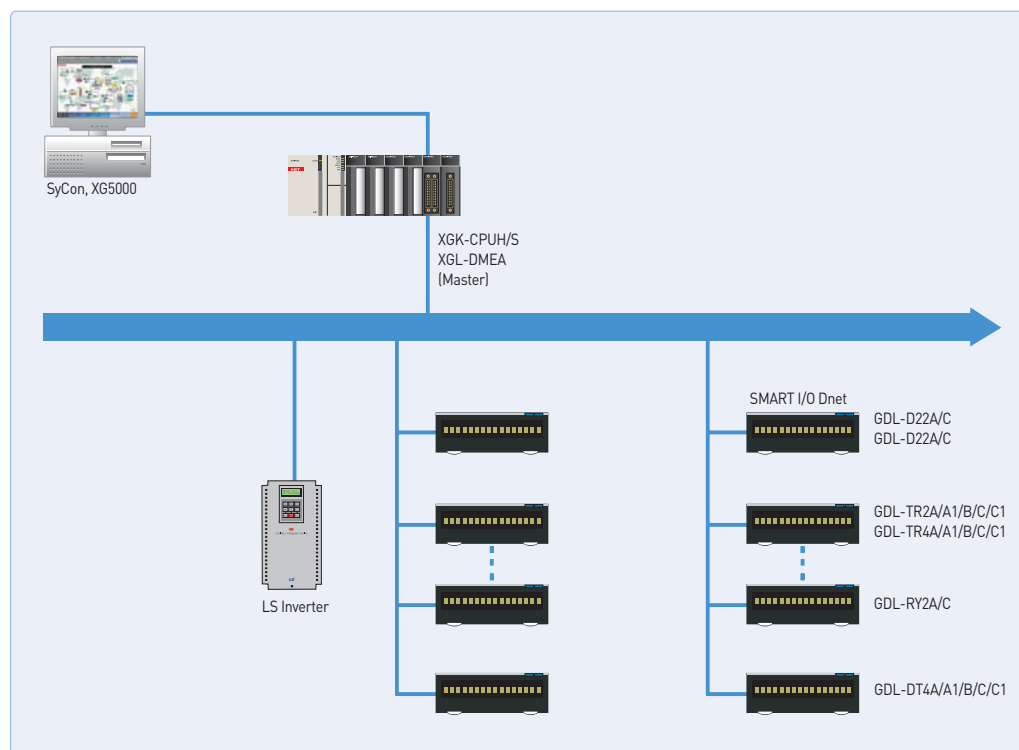 SyCon, XG5000
XGK-CPUH/S
XGL-DMEA
(Master)
SMART I/O Dnet
GDL-D22A/C
GDL-D22A/C
GDL-TR2A/A1/B/C/C1
GDL-TR4A/A1/B/C/C1
LS Inverter
GDL-RY2A/C
GDL-DT4A/A1/B/C/C1